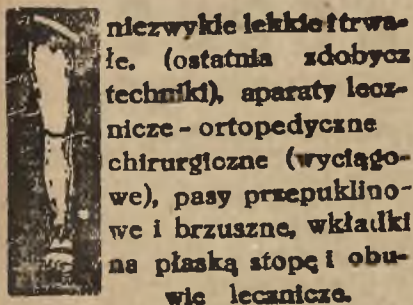 niezwykle lekkie i trwa-
łe. (ostatnia zdobycz
techniki), aparaty lecz-
nicze - ortopedyczne
chirurgiczne (wyciągo-
we), pasy przepuklino-
we i brzuszne, wkładki
na płaską stopę i obu-
wie lecznicze.